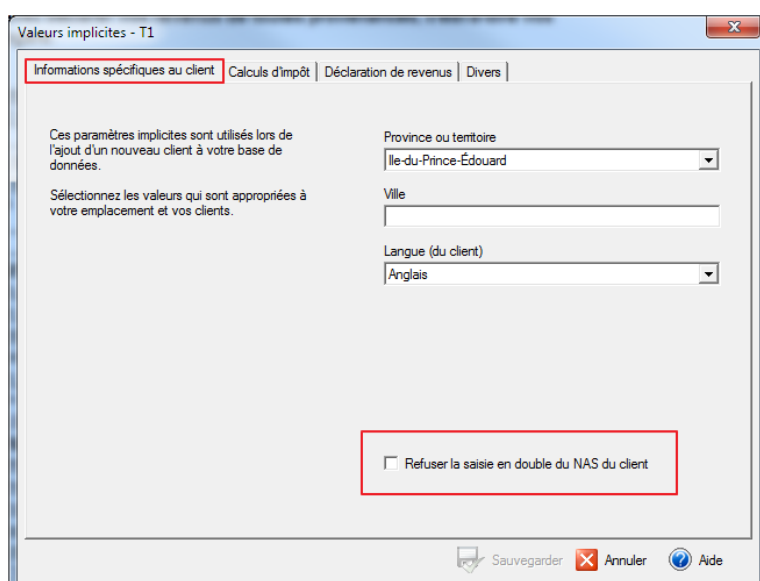 Valeurs implicites - T1
Informations spécifiques au client
Calculs d'impôt
Déclaration de revenus
Divers
Ces paramètres implicites sont utilisés lors de
l'ajout d'un nouveau client à votre base de
données.
Sélectionnez les valeurs qui sont appropriées à
votre emplacement et vos clients.
Province ou territoire
Ile-du-Prince-Édouard
Ville
Langue (du client)
Anglais
Refuser la saisie en double du NAS du client
Sauvegarder
Annuler
Aide